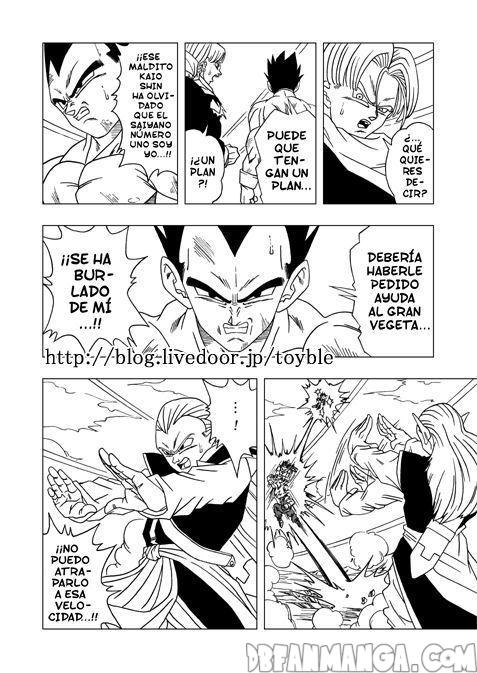 ¿...
QUÉ
QUIE-
RES
DE-
CIR?
PUEDE
QUE
TEN-
GAN UN
PLAN...
¡¿UN
PLAN
?!
¡¡ESE
MALDITO
KAIO
SHIN
HA OLVI-
DADO
QUE EL
SAIYANO
NÚMERO
UNO SOY
YO...!!
DEBERÍA
HABERLE
PEDIDO
AYUDA
AL GRAN
VEGETA...
¡¡SE HA
BUR-
LADO
DE MÍ
...!!
http://blog.livedoor.jp/toyble
...!
¡¡NO
PUEDO
ATRA-
PARLO
A ESA
VELO-
CIDAD...!!
DBFANMANGA.COM